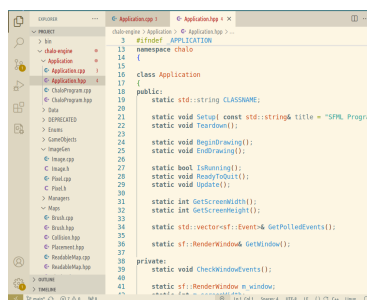 EXPLORER
Application.cpp 1
Application.hpp 4 ×
PROJECT
chalo-engine > Application > Application.hpp > ...
> bin
chalo-engine
Application
Application.cpp 1
Application.hpp 4
ChaloProgram.cpp
ChaloProgram.hpp
> Data
> DEPRECATED
> Enums
> GameObjects
ImageGen
Image.cpp
Image.h
Pixel.cpp
Pixel.h
> Managers
Maps
Brush.cpp
Brush.hpp
Collision.hpp
Placement.hpp
ReadableMap.cpp
ReadableMap.hpp
> OUTLINE
> TIMELINE
3 #ifndef _APPLICATION
13 namespace chalo
14 {
15
16 class Application
17 {
18 public:
19 static std::string CLASSNAME;
20
21 static void Setup( const std::string& title = "SFML Progra
22 static void Teardown();
23
24 static void BeginDrawing();
25 static void EndDrawing();
26
27 static bool IsRunning();
28 static void ReadyToQuit();
29 static void Update();
30
31 static int GetScreenWidth();
32 static int GetScreenHeight();
33
34 static std::vector<sf::Event>& GetPolledEvents();
35
36 static sf::RenderWindow& GetWindow();
37
38 private:
39 static void CheckWindowEvents();
40
41 static sf::RenderWindow m_window;